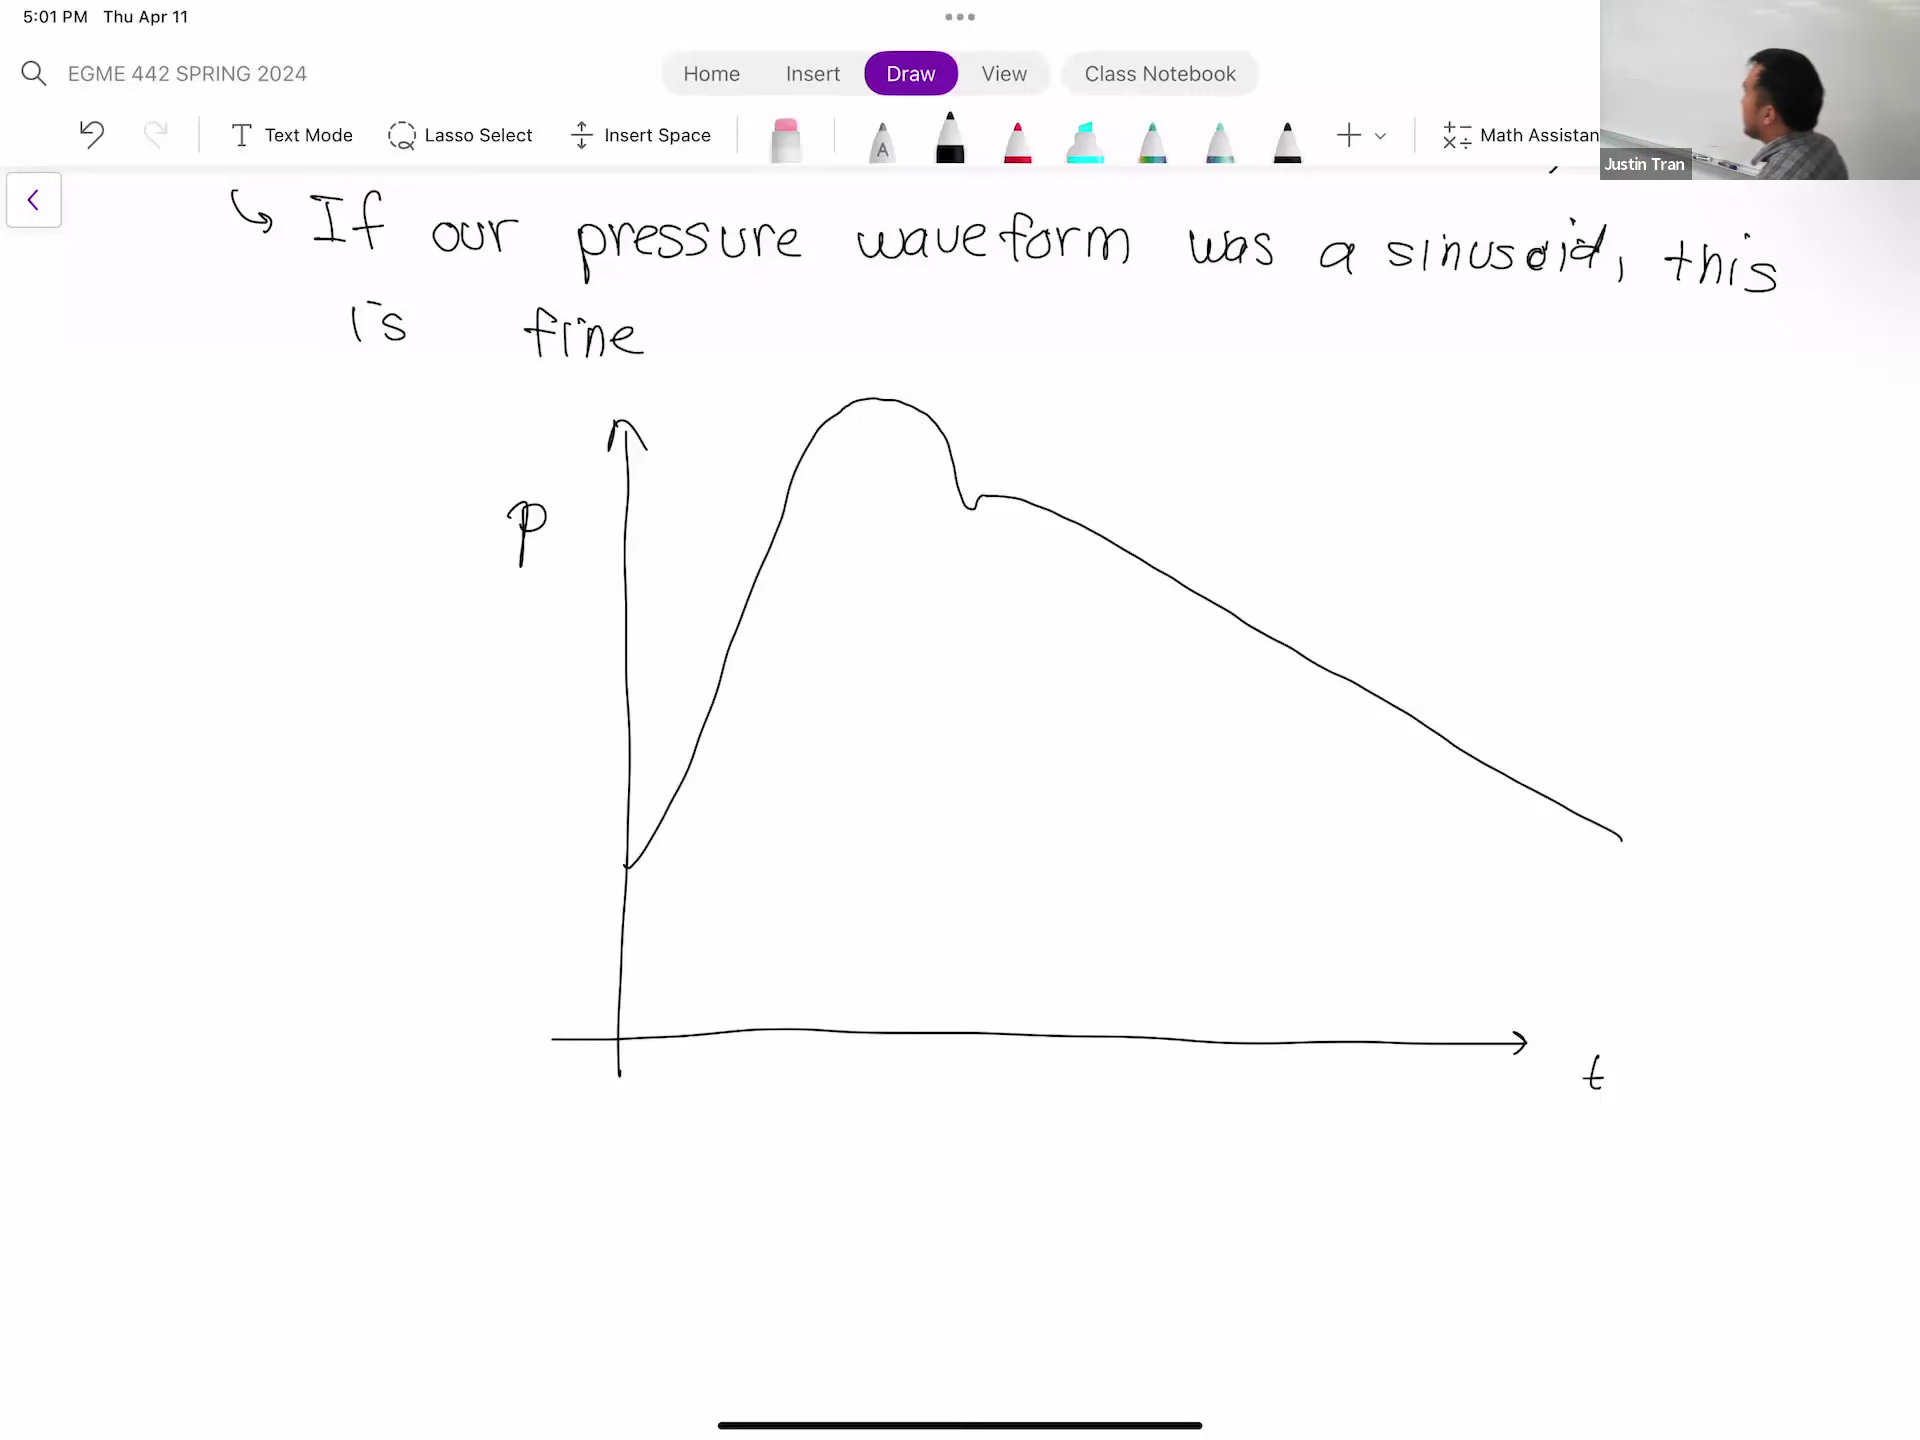 5:01 PM Thu Apr 11
EGME 442 SPRING 2024
Home Insert Draw View Class Notebook
Text Mode Lasso Select Insert Space Math Assistan
Justin Tran
If our pressure waveform was a sinusoid, this
is fine
P
t